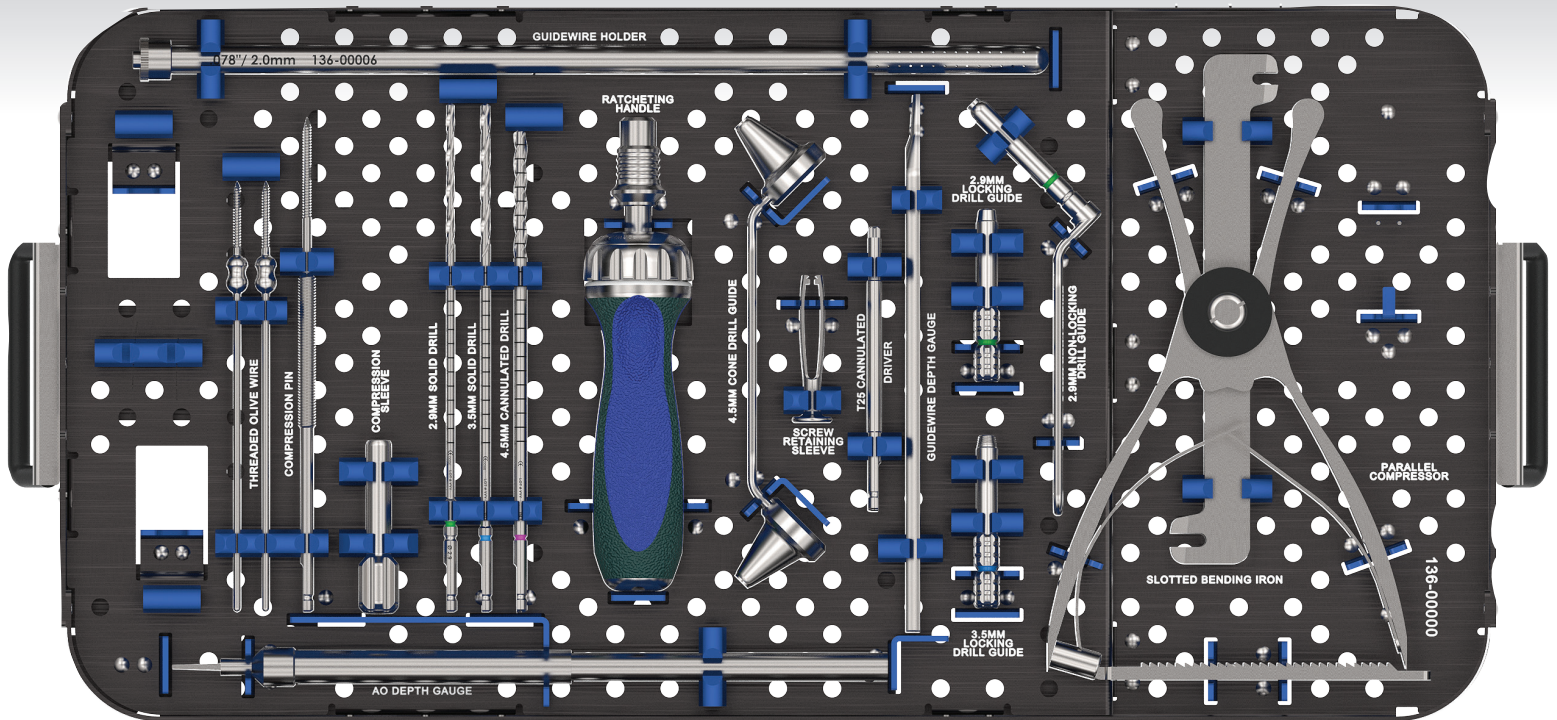 GUIDEWIRE HOLDER
.078"/ 2.0mm 136-00006
RATCHETING
HANDLE
2.9MM
LOCKING
DRILL GUIDE
THREADED OLIVE WIRE
COMPRESSION PIN
COMPRESSION
SLEEVE
2.9MM SOLID DRILL
3.5MM SOLID DRILL
4.5MM CANNULATED DRILL
4.5MM CONE DRILL GUIDE
SCREW
RETAINING
SLEEVE
T25 CANNULATED
DRIVER
GUIDEWIRE DEPTH GAUGE
2.9MM NON-LOCKING
DRILL GUIDE
PARALLEL
COMPRESSOR
SLOTTED BENDING IRON
136-00000
3.5MM
LOCKING
DRILL GUIDE
AO DEPTH GAUGE